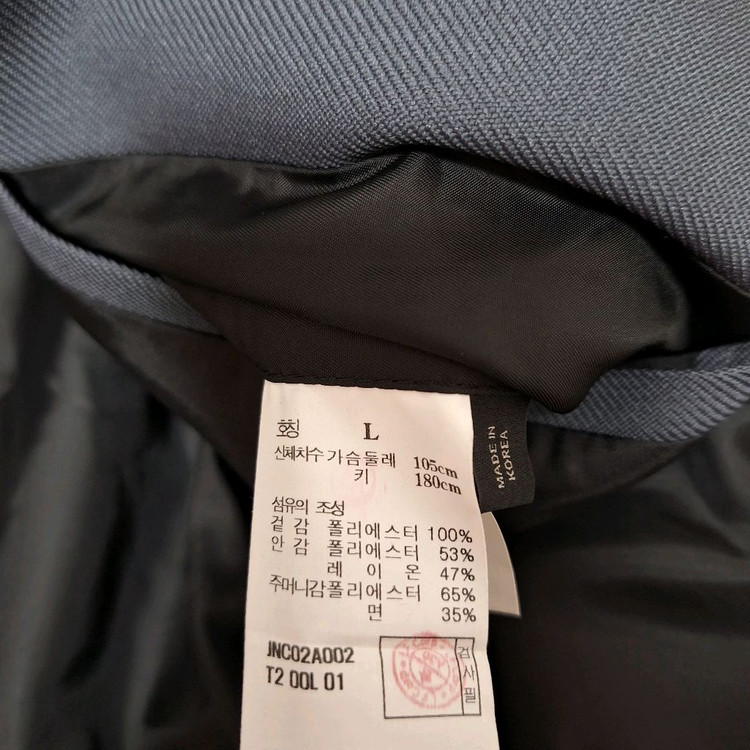 호칭 L
신체치수 가슴둘레 105cm
키 180cm
섬유의 조성
겉 감 폴리에스터 100%
안 감 폴리에스터 53%
레 이 온 47%
주머니감 폴리에스터 65%
면 35%
JNC02A002
T2 00L 01
검사필
MADE IN
KOREA